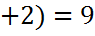 +2) = 9